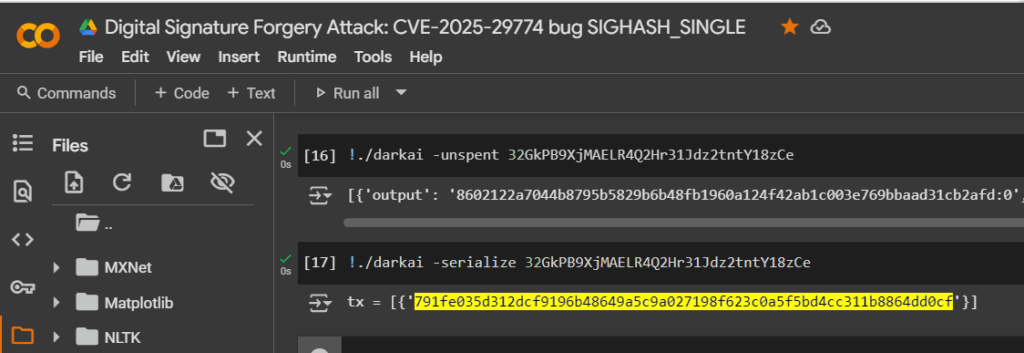 Digital Signature Forgery Attack: CVE-2025-29774 bug SIGHASH_SINGLE
File Edit View Insert Runtime Tools Help
Commands + Code + Text Run all
Files
..
MXNet
Matplotlib
NLTK
[16] !./darkai -unspent 32GkPB9XjMAELR4Q2Hr31Jdz2tntY18zCe
0s
[{'output': '8602122a7044b8795b5829b6b48fb1960a124f42ab1c003e769bbaad31cb2afd:0',
[17] !./darkai -serialize 32GkPB9XjMAELR4Q2Hr31Jdz2tntY18zCe
0s
tx = [{'791fe035d312dcf9196b48649a5c9a027198f623c0a5f5bd4cc311b8864dd0cf'}]